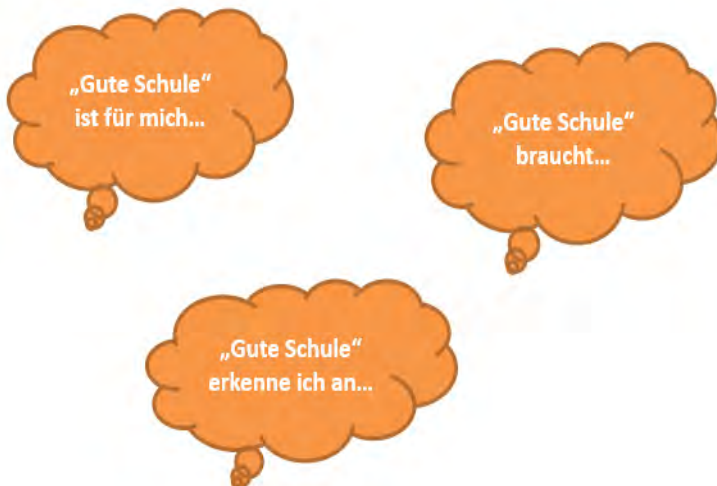 „Gute Schule“
ist für mich...
„Gute Schule“
braucht...
„Gute Schule“
erkenne ich an...